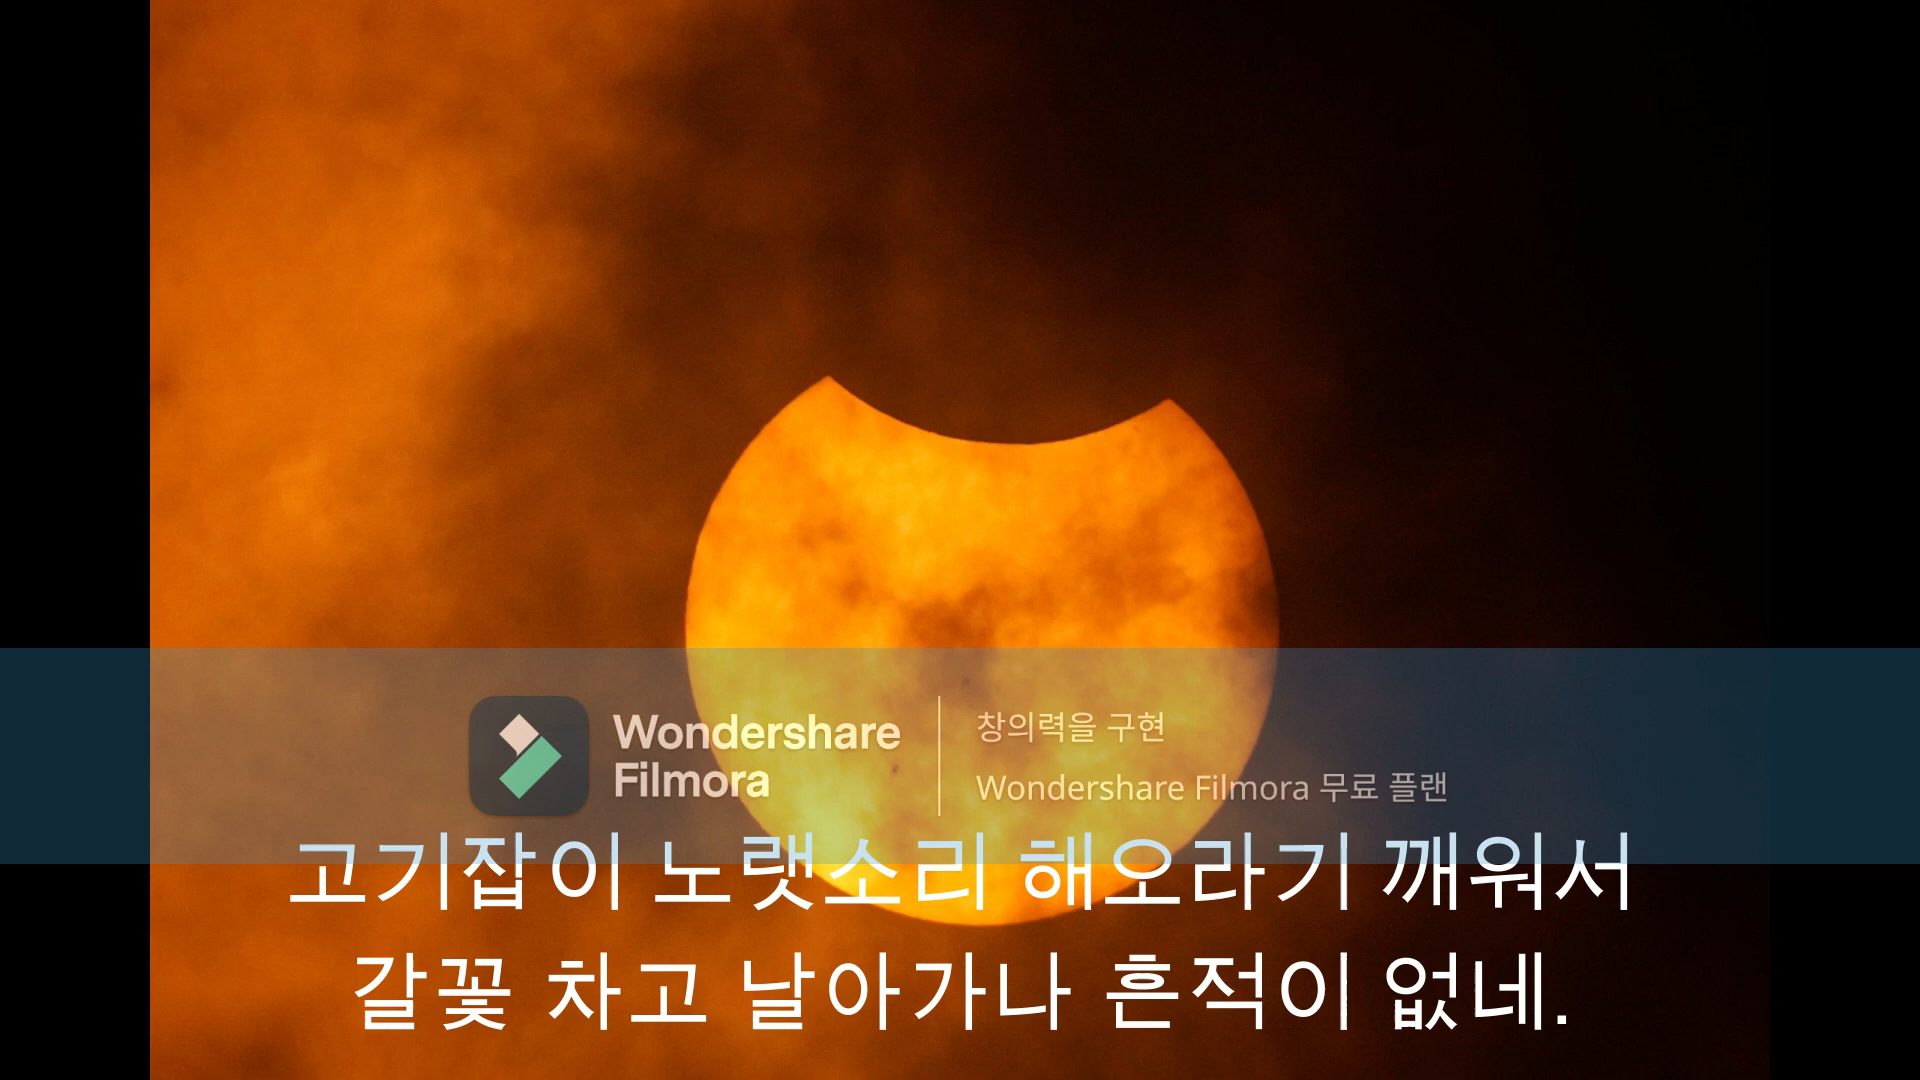 Wondershare
Filmora
창의력을 구현
Wondershare Filmora 무료 플랜
고기잡이 노랫소리 해오라기 깨워서
갈꽃 차고 날아가나 흔적이 없네.